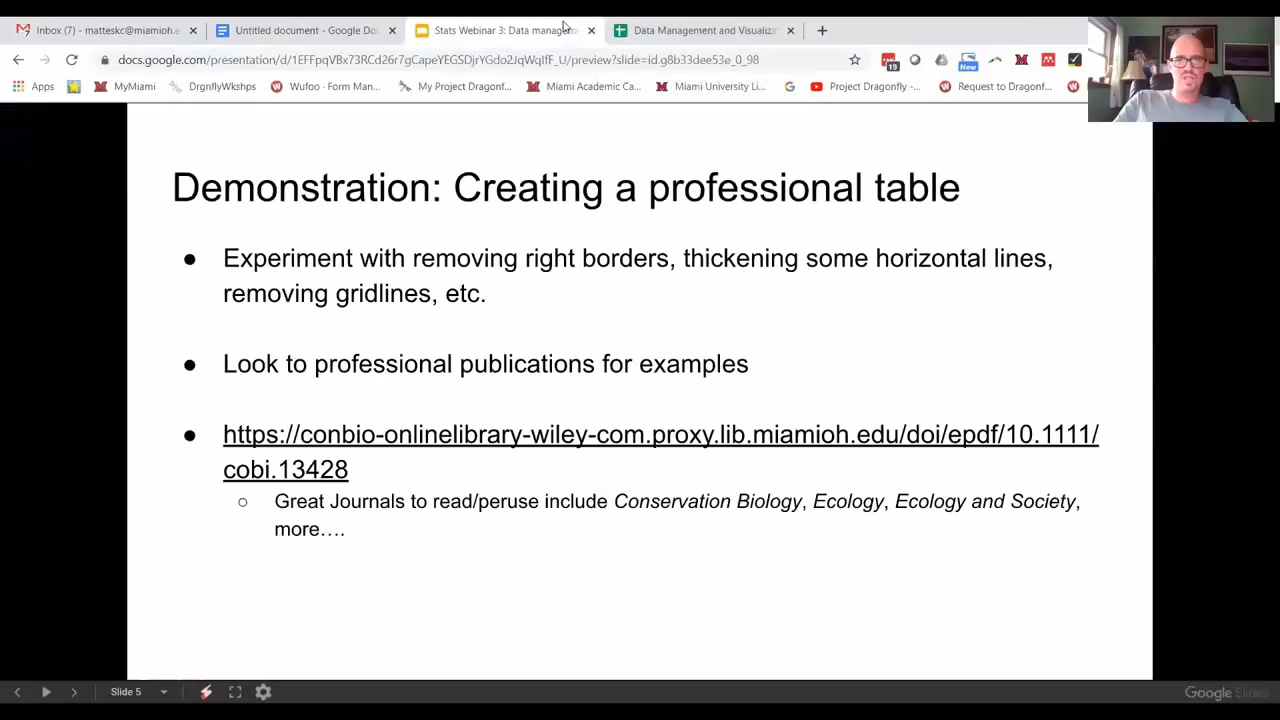 Inbox (7) - matteskc@miamioh.e
Untitled document - Google Do
Stats Webinar 3: Data managem
Data Management and Visualiza
docs.google.com/presentation/d/1EFFpqVBx7lHLCl36r7gCapeYEGSDjrrGdo2JqWqIfF_U/preview?slide=id.g8b33dee53e_0_98
19
New
Apps
MyMiami
DrgnflyWkshps
Wufoo - Form Man...
My Project Dragonf...
Miami Academic Ca...
Miami University Li...
Project Dragonfly -...
Request to Dragonf...
Demonstration: Creating a professional table
● Experiment with removing right borders, thickening some horizontal lines,
removing gridlines, etc.
● Look to professional publications for examples
● https://conbio-onlinelibrary-wiley-com.proxy.lib.miamioh.edu/doi/epdf/10.1111/
cobi.13428
○ Great Journals to read/peruse include Conservation Biology, Ecology, Ecology and Society,
more….
Slide 5
Google Slides